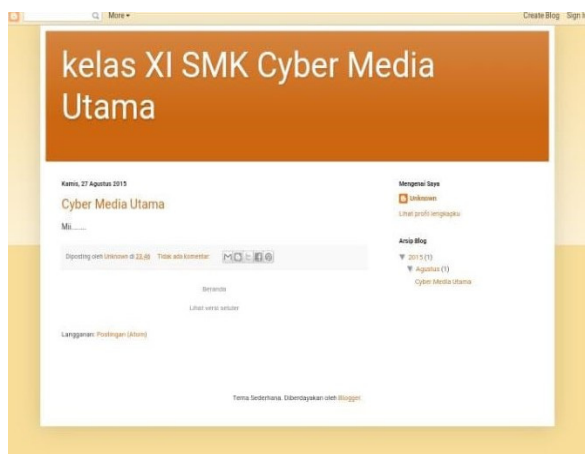 More
Create Blog Sign In
kelas XI SMK Cyber Media
Utama
Kamis, 27 Agustus 2015
Cyber Media Utama
Mii.......
Diposting oleh Unknown di 23.46 Tidak ada komentar:
Beranda
Lihat versi seluler
Langganan: Postingan (Atom)
Mengenai Saya
Unknown
Lihat profil lengkapku
Arsip Blog
▼ 2015 (1)
▼ Agustus (1)
Cyber Media Utama
Tema Sederhana. Diberdayakan oleh Blogger.